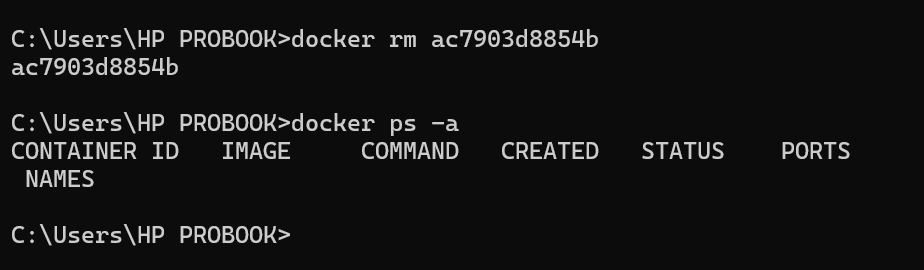 C:\Users\HP PROBOOK>docker rm ac7903d8854b
ac7903d8854b
C:\Users\HP PROBOOK>docker ps -a
CONTAINER ID   IMAGE     COMMAND   CREATED   STATUS    PORTS
 NAMES
C:\Users\HP PROBOOK>